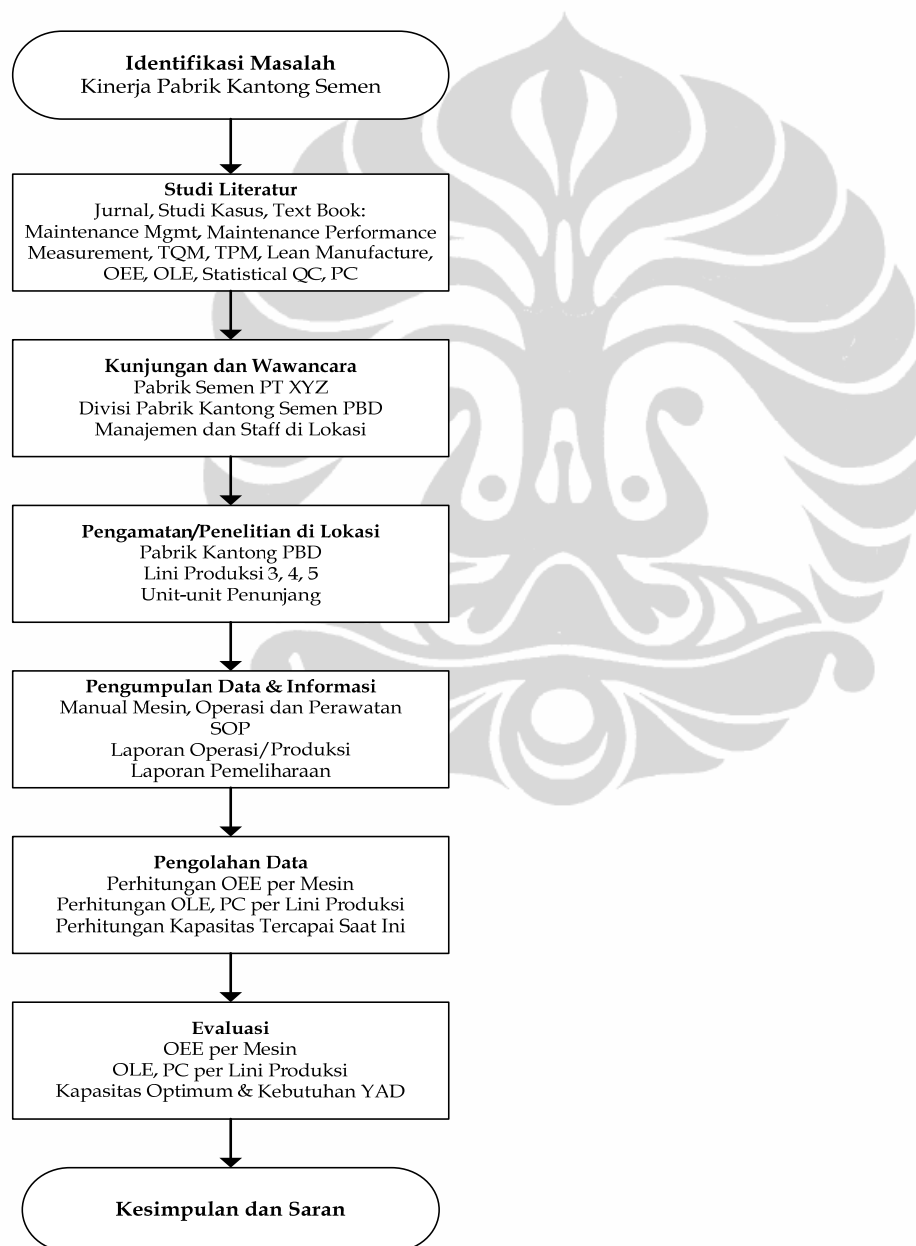 Identifikasi Masalah
Kinerja Pabrik Kantong Semen
Studi Literatur
Jurnal, Studi Kasus, Text Book:
Maintenance Mgmt, Maintenance Performance
Measurement, TQM, TPM, Lean Manufacture,
OEE, OLE, Statistical QC, PC
Kunjungan dan Wawancara
Pabrik Semen PT XYZ
Divisi Pabrik Kantong Semen PBD
Manajemen dan Staff di Lokasi
Pengamatan/Penelitian di Lokasi
Pabrik Kantong PBD
Lini Produksi 3, 4, 5
Unit-unit Penunjang
Pengumpulan Data & Informasi
Manual Mesin, Operasi dan Perawatan
SOP
Laporan Operasi/Produksi
Laporan Pemeliharaan
Pengolahan Data
Perhitungan OEE per Mesin
Perhitungan OLE, PC per Lini Produksi
Perhitungan Kapasitas Tercapai Saat Ini
Evaluasi
OEE per Mesin
OLE, PC per Lini Produksi
Kapasitas Optimum & Kebutuhan YAD
Kesimpulan dan Saran